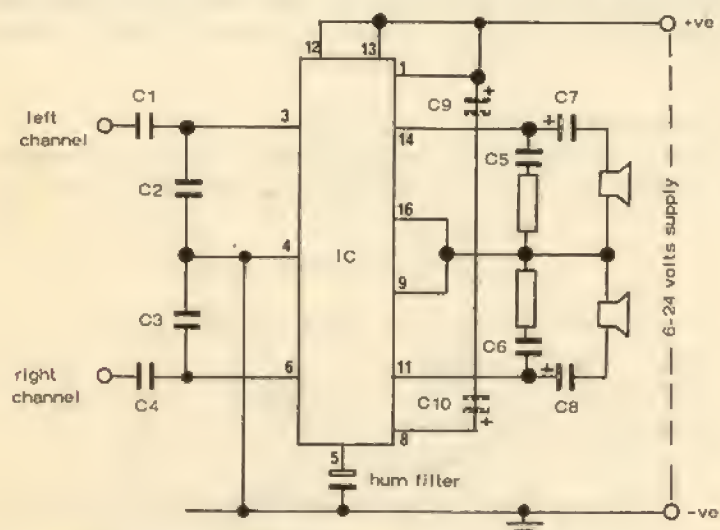 +ve
12
13
1
C9
C7
C1
left
channel
3
14
C5
C2
16
4
IC
9
6-24 volts supply
C3
C6
right
channel
C4
6
11
C10
C8
8
5
hum filter
-ve